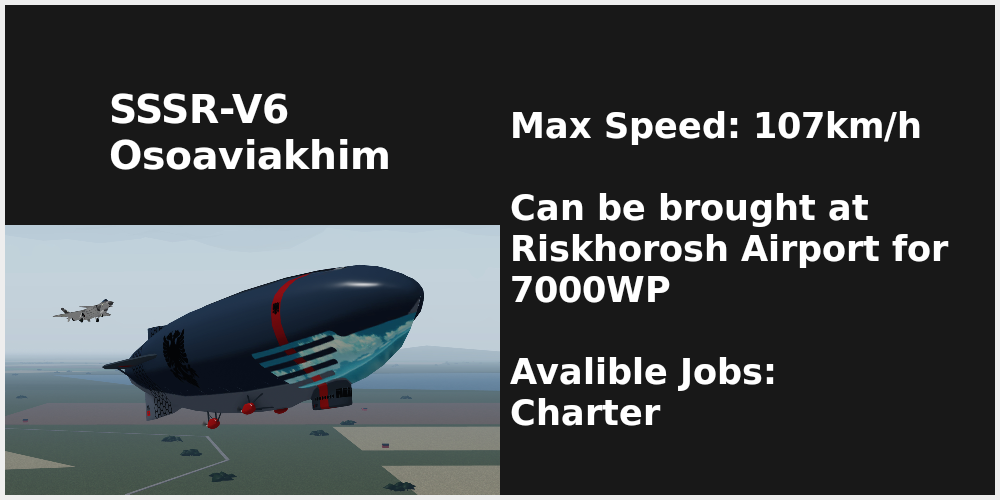 SSSR-V6
Osoaviakhim
Max Speed: 107km/h
Can be brought at
Riskhorosh Airport for
7000WP
Avalible Jobs:
Charter